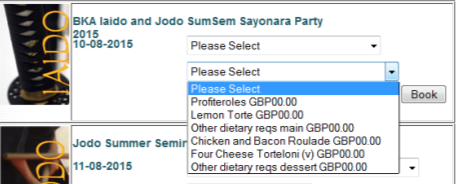 IAIDO
BKA Iaido and Jodo SumSem Sayonara Party
2015
10-08-2015
Please Select
Please Select
Please Select
Profiteroles GBP00.00
Lemon Torte GBP00.00
Other dietary reqs main GBP00.00
Chicken and Bacon Roulade GBP00.00
Four Cheese Torteloni (v) GBP00.00
Other dietary reqs dessert GBP00.00
Book
Jodo Summer Semin
11-08-2015